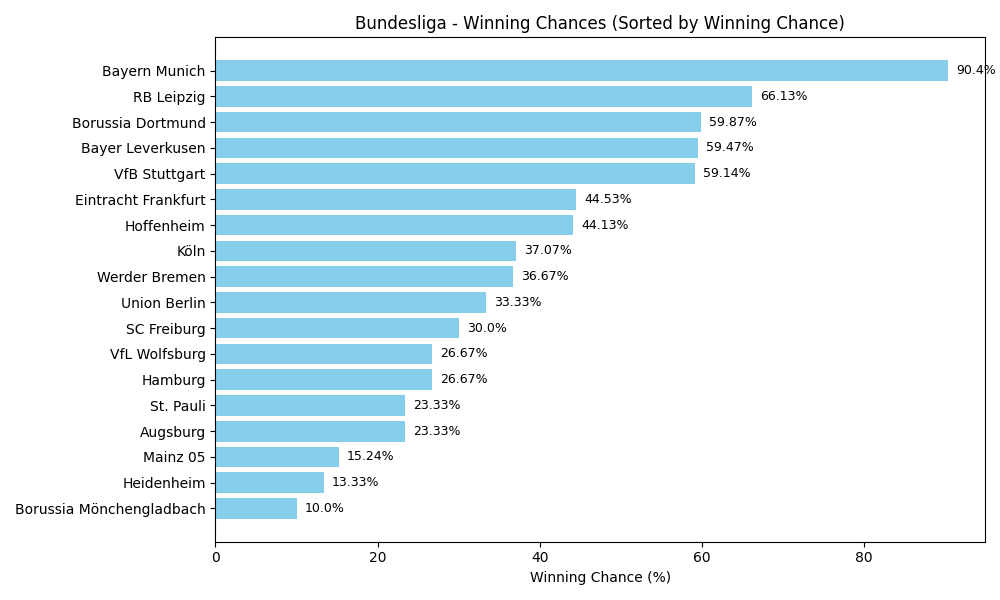 Bundesliga - Winning Chances (Sorted by Winning Chance)
Bayern Munich 90.4%
RB Leipzig 66.13%
Borussia Dortmund 59.87%
Bayer Leverkusen 59.47%
VfB Stuttgart 59.14%
Eintracht Frankfurt 44.53%
Hoffenheim 44.13%
Köln 37.07%
Werder Bremen 36.67%
Union Berlin 33.33%
SC Freiburg 30.0%
VfL Wolfsburg 26.67%
Hamburg 26.67%
St. Pauli 23.33%
Augsburg 23.33%
Mainz 05 15.24%
Heidenheim 13.33%
Borussia Mönchengladbach 10.0%
0 20 40 60 80
Winning Chance (%)